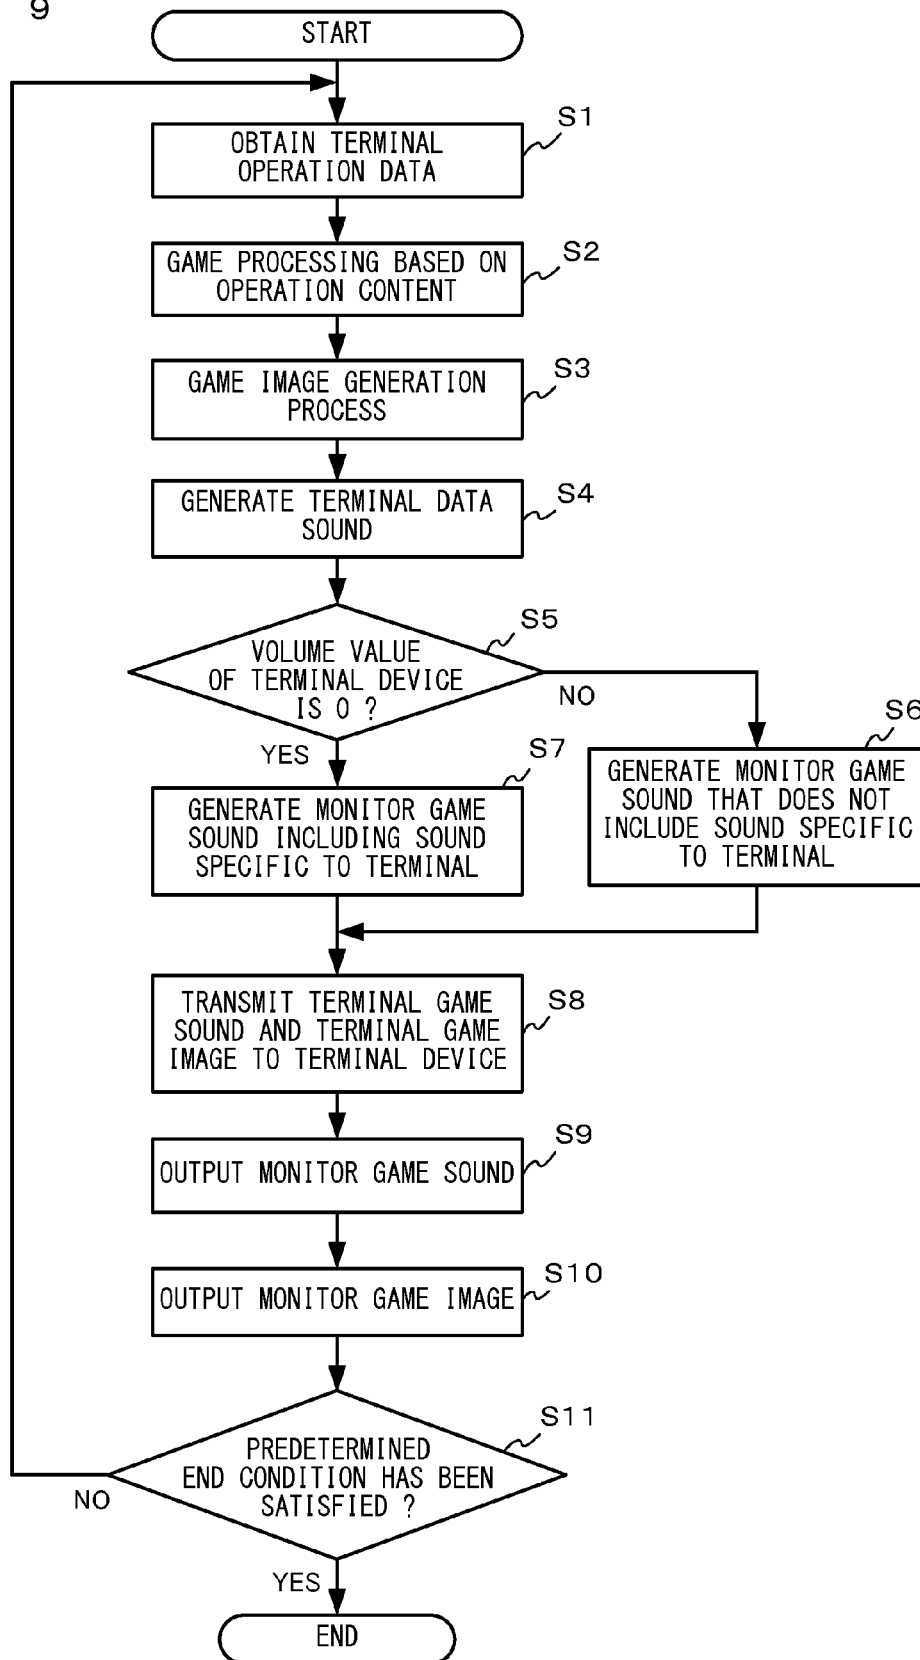 9
START
S1
OBTAIN TERMINAL
OPERATION DATA
S2
GAME PROCESSING BASED ON
OPERATION CONTENT
S3
GAME IMAGE GENERATION
PROCESS
S4
GENERATE TERMINAL DATA
SOUND
S5
VOLUME VALUE
OF TERMINAL DEVICE
IS 0 ?
NO
YES
S6
GENERATE MONITOR GAME
SOUND THAT DOES NOT
INCLUDE SOUND SPECIFIC
TO TERMINAL
S7
GENERATE MONITOR GAME
SOUND INCLUDING SOUND
SPECIFIC TO TERMINAL
S8
TRANSMIT TERMINAL GAME
SOUND AND TERMINAL GAME
IMAGE TO TERMINAL DEVICE
S9
OUTPUT MONITOR GAME SOUND
S10
OUTPUT MONITOR GAME IMAGE
S11
PREDETERMINED
END CONDITION HAS BEEN
SATISFIED ?
NO
YES
END